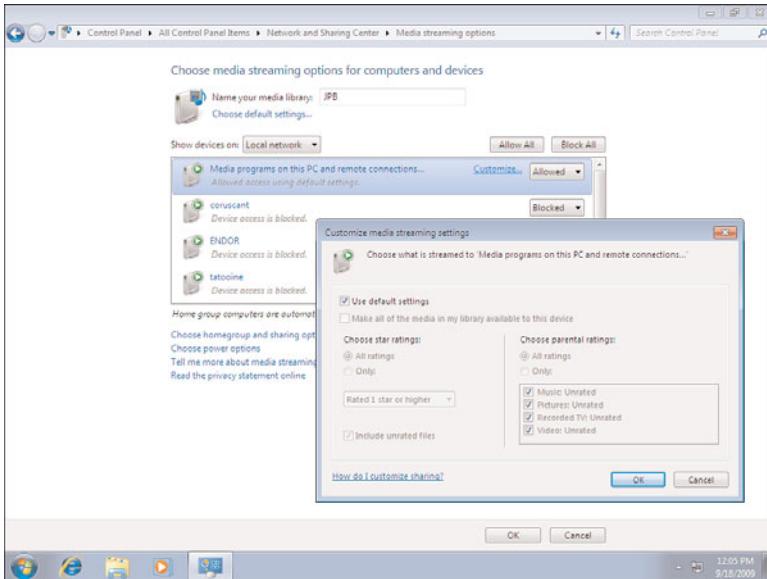 Control Panel ▸ All Control Panel Items ▸ Network and Sharing Center ▸ Media streaming options
Search Control Panel
Choose media streaming options for computers and devices
Name your media library: JPB
Choose default settings...
Show devices on: Local network
Allow All Block All
Media programs on this PC and remote connections... Customize... Allowed
Allowed access using default settings.
coruscant Blocked
Device access is blocked.
ENDOR
Device access is blocked.
tatooine
Device access is blocked.
Home group computers are automat
Choose homegroup and sharing opt
Choose power options
Tell me more about media streaming
Read the privacy statement online
Customize media streaming settings
Choose what is streamed to 'Media programs on this PC and remote connections...'
Use default settings
Make all of the media in my library available to this device
Choose star ratings: Choose parental ratings:
All ratings All ratings
Only: Only:
Rated 1 star or higher
Music: Unrated
Pictures: Unrated
Recorded TV: Unrated
Video: Unrated
Include unrated files
How do I customize sharing?
OK Cancel
OK Cancel
12:05 PM
9/18/2009